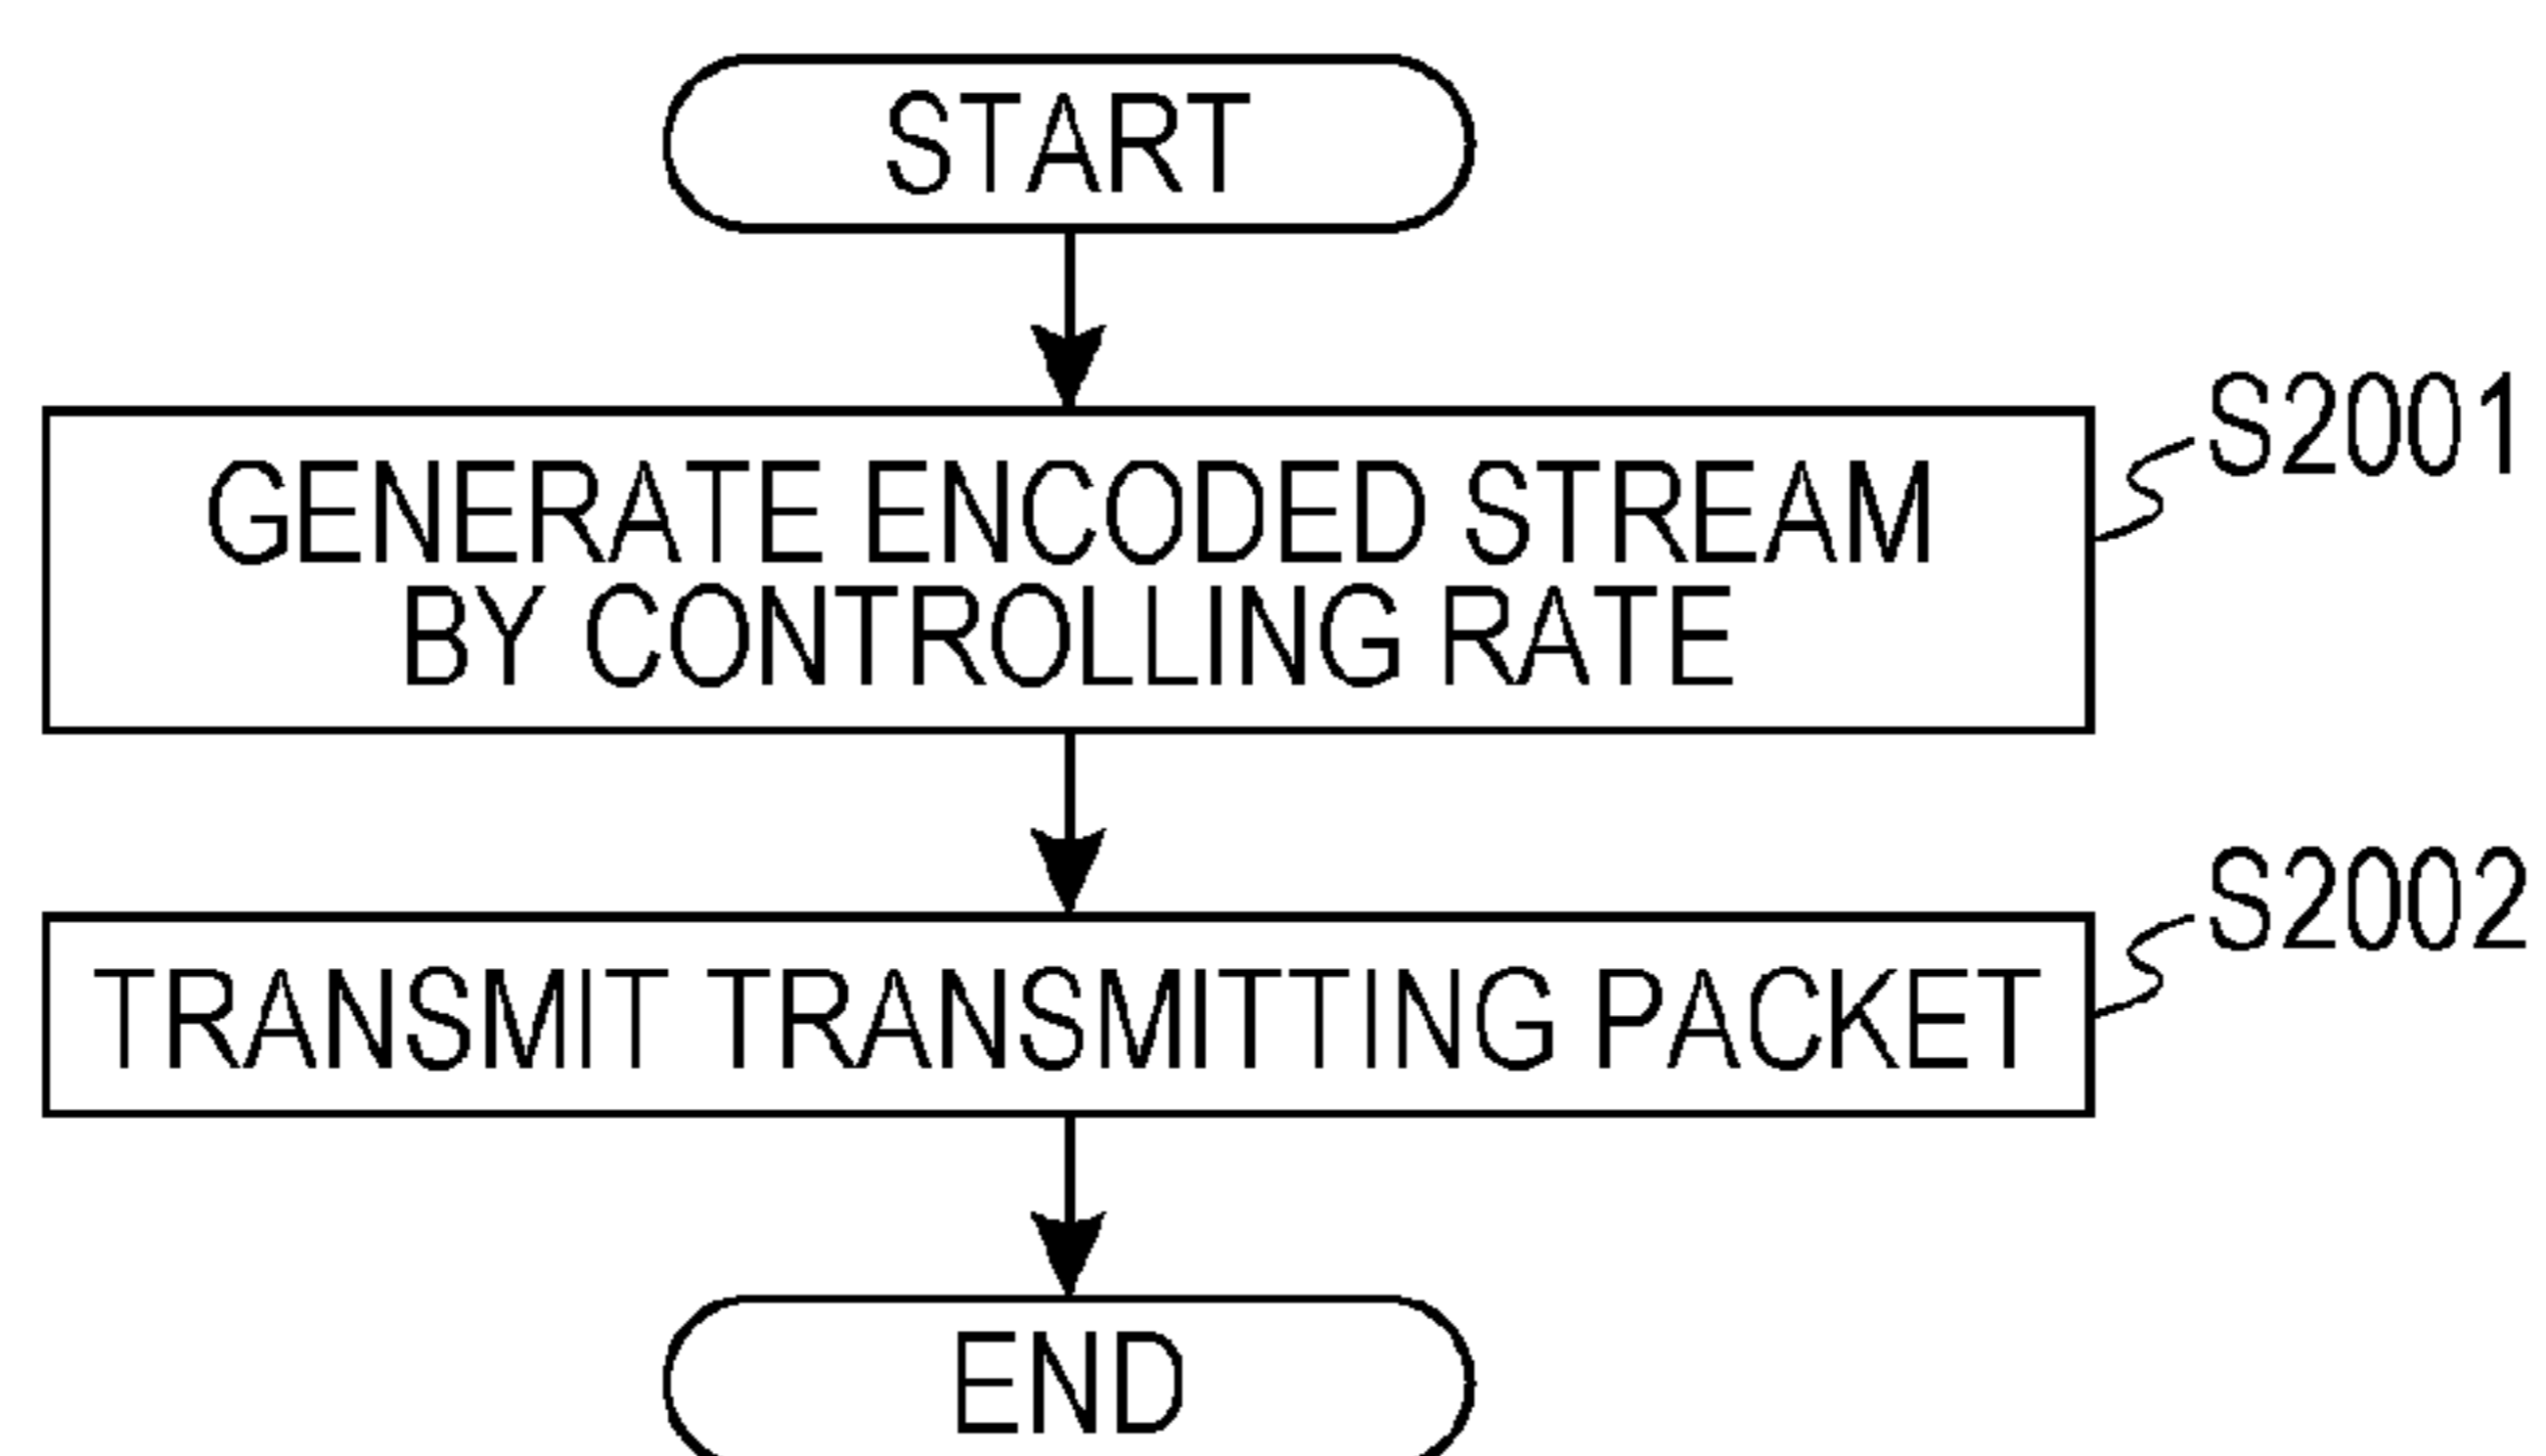 START
S2001
GENERATE ENCODED STREAM
BY CONTROLLING RATE
S2002
TRANSMIT TRANSMITTING PACKET
END